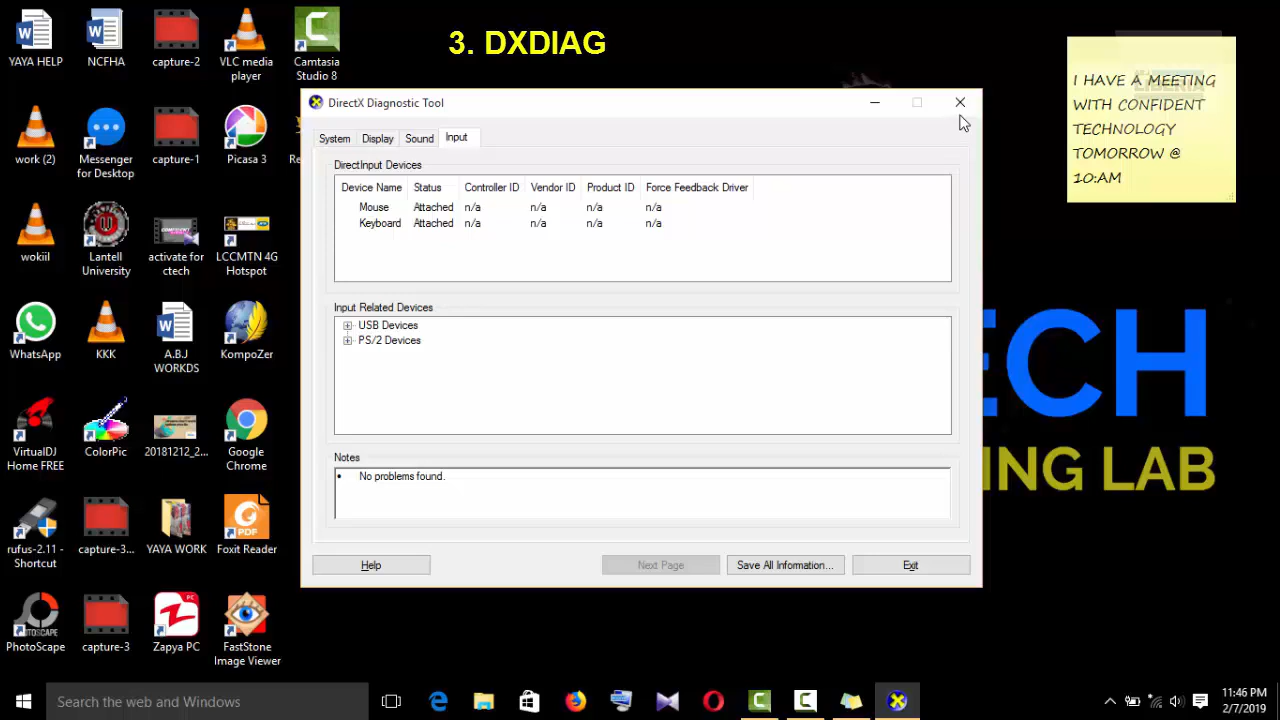 3. DXDIAG
YAYA HELP
NCFHA
capture-2
VLC media
player
Camtasia
Studio 8
work (2)
Messenger
for Desktop
capture-1
Picasa 3
Re
wokiil
Lantell
University
activate for
ctech
LCCMTN 4G
Hotspot
WhatsApp
KKK
A.BJ
WORKDS
KompoZer
VirtualDJ
Home FREE
ColorPic
20181212_2...
Google
Chrome
rufus-2.11 -
Shortcut
capture-3...
YAYA WORK
Foxit Reader
PhotoScape
capture-3
Zapya PC
FastStone
Image Viewer
DirectX Diagnostic Tool
System Display Sound Input
DirectInput Devices
Device Name Status Controller ID Vendor ID Product ID Force Feedback Driver
Mouse Attached n/a n/a n/a n/a
Keyboard Attached n/a n/a n/a n/a
Input Related Devices
USB Devices
PS/2 Devices
Notes
• No problems found.
Help Next Page Save All Information... Exit
I HAVE A MEETING
WITH CONFIDENT
TECHNOLOGY
TOMORROW @
10:AM
ECH
ING LAB
Search the web and Windows
11:46 PM
2/7/2019